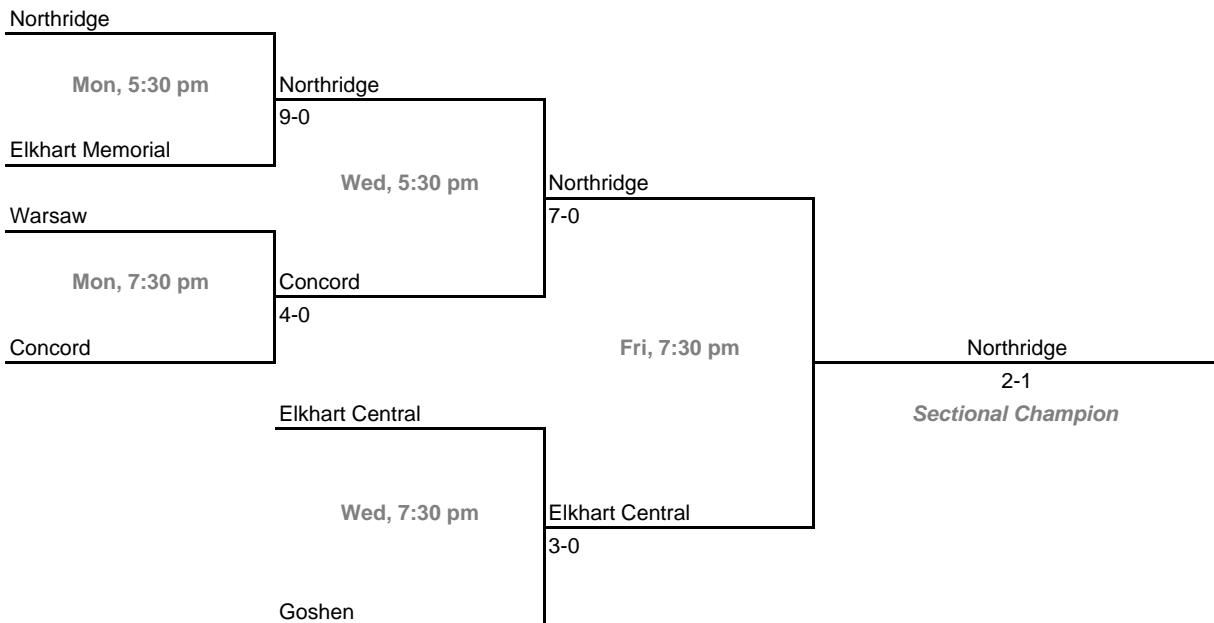 Northridge
Mon, 5:30 pm
Northridge
9-0
Elkhart Memorial
Wed, 5:30 pm
Northridge
7-0
Warsaw
Mon, 7:30 pm
Concord
4-0
Concord
Fri, 7:30 pm
Northridge
2-1
Sectional Champion
Elkhart Central
Wed, 7:30 pm
Elkhart Central
3-0
Goshen